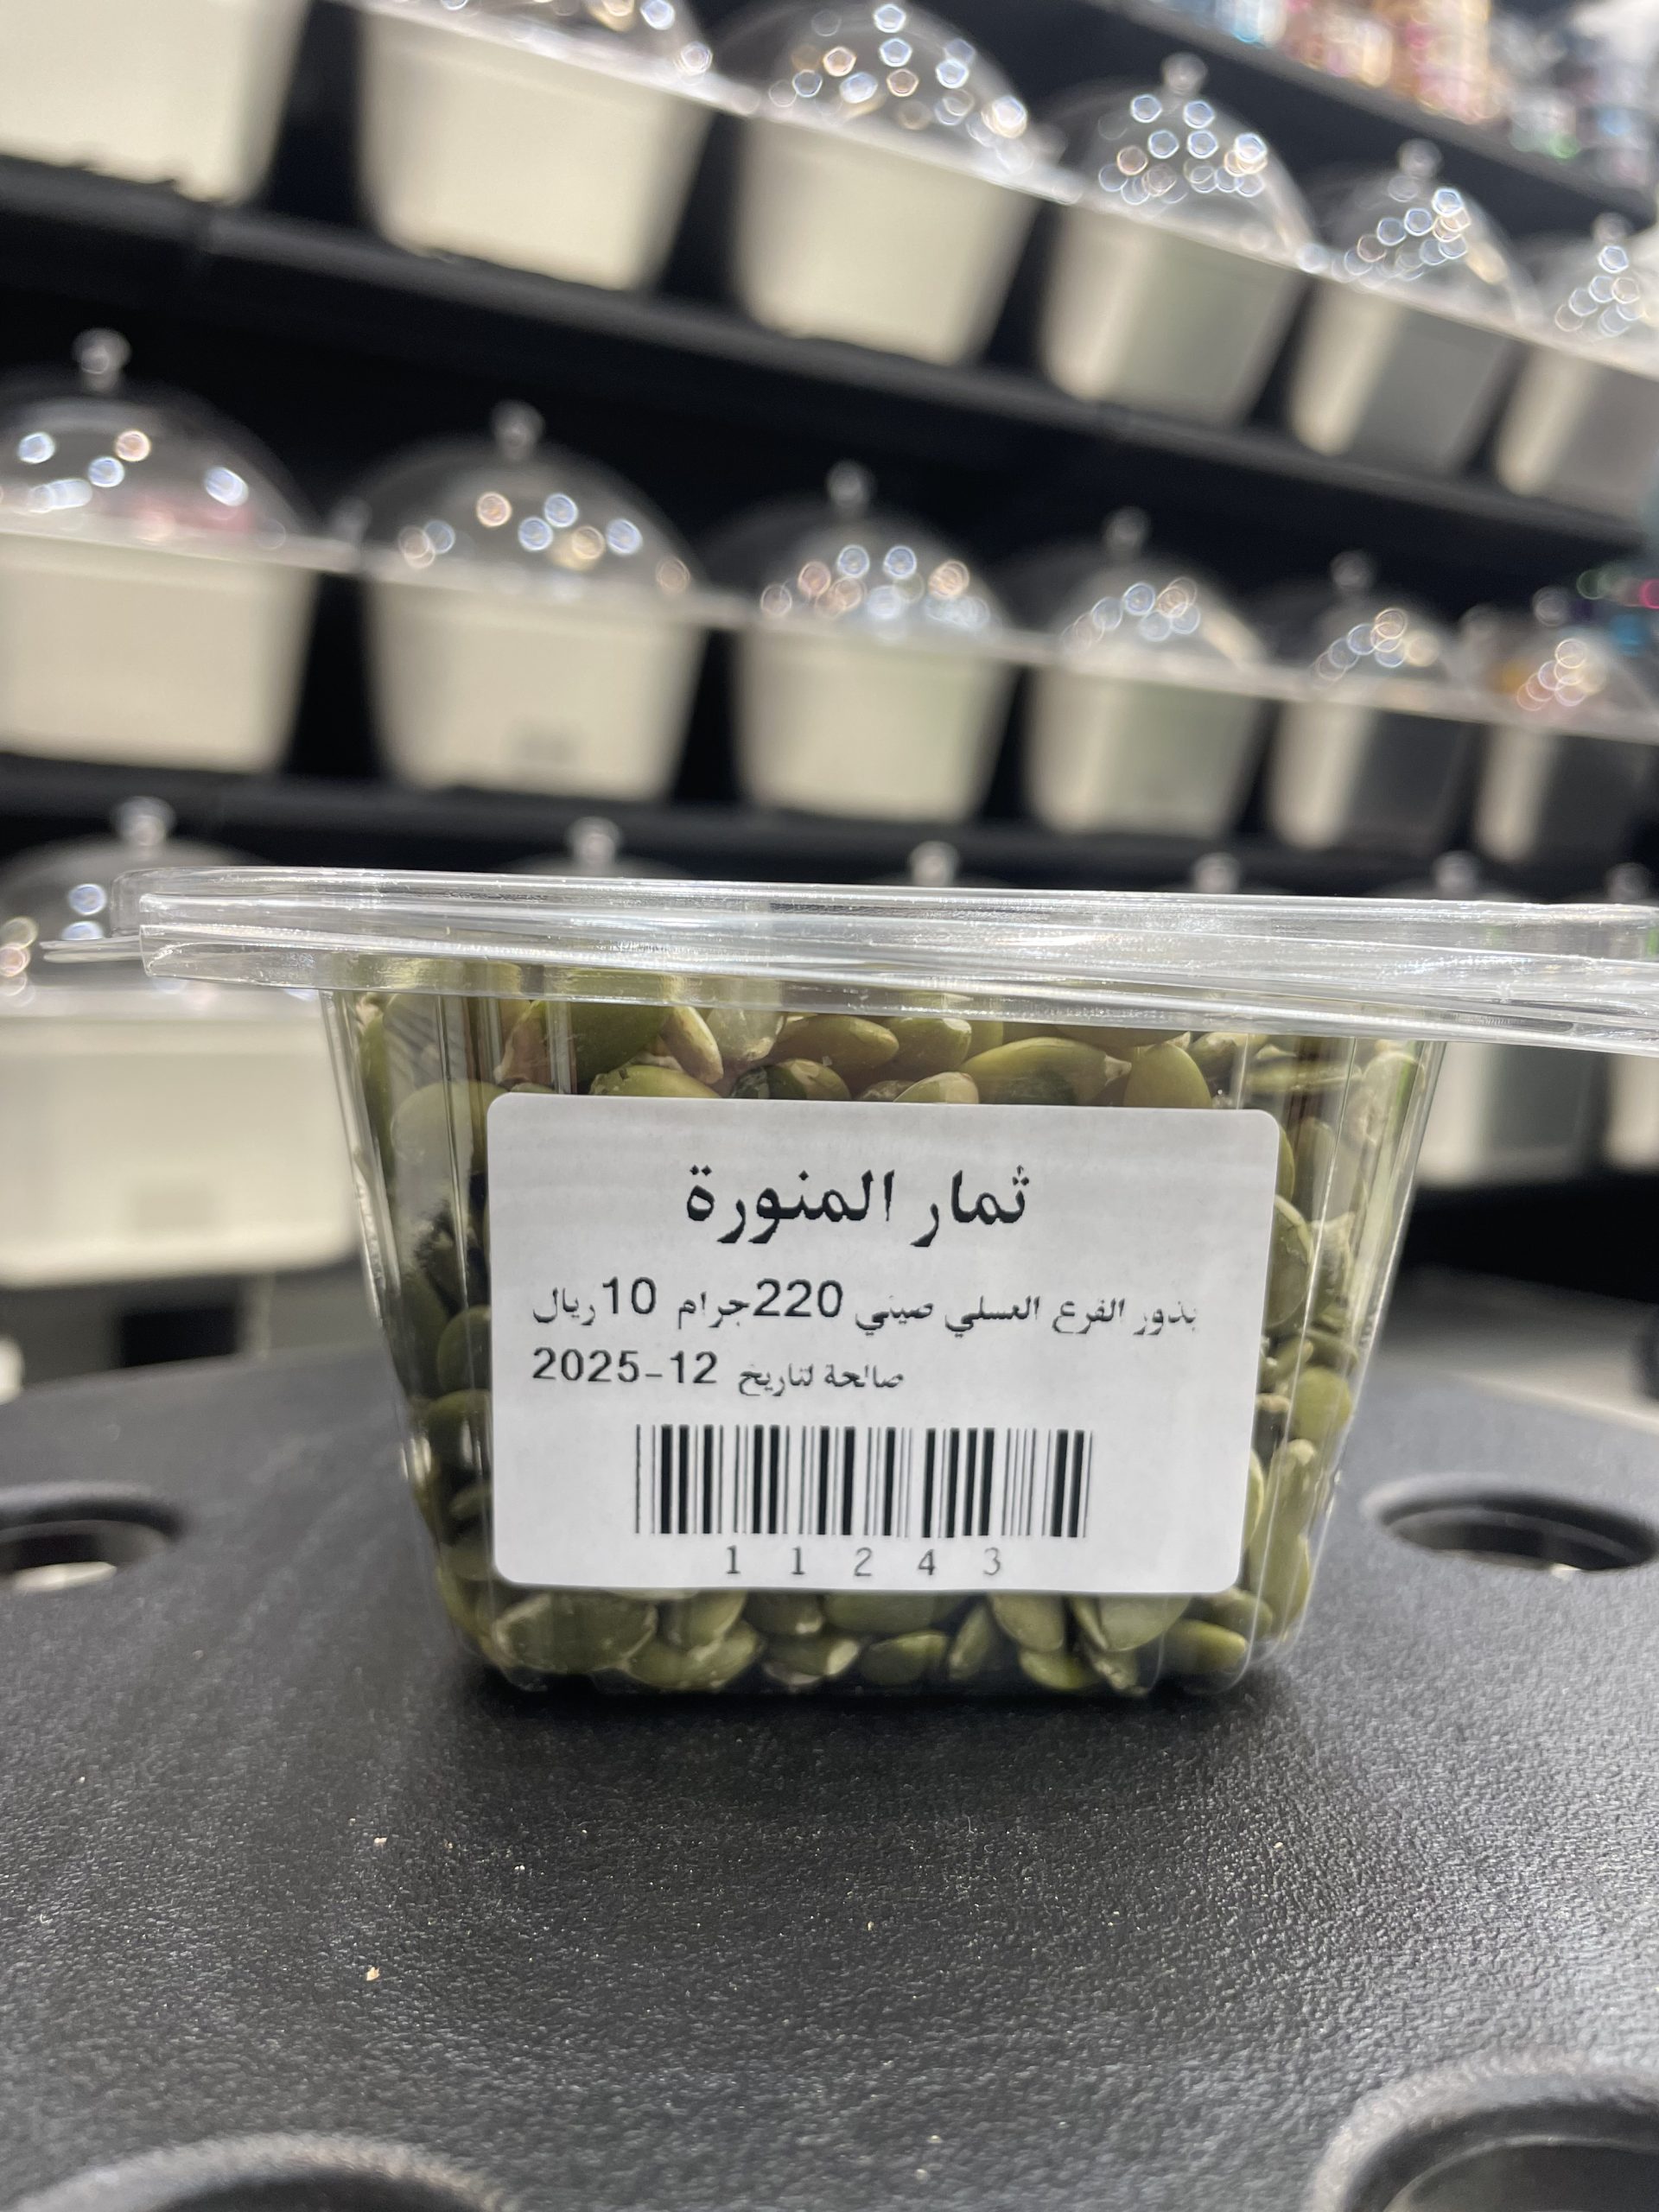 ثمار المنورة
بذور القرع العسلي صيني 220جرام 10ريال
صالحة لتاريخ 12-2025
11243